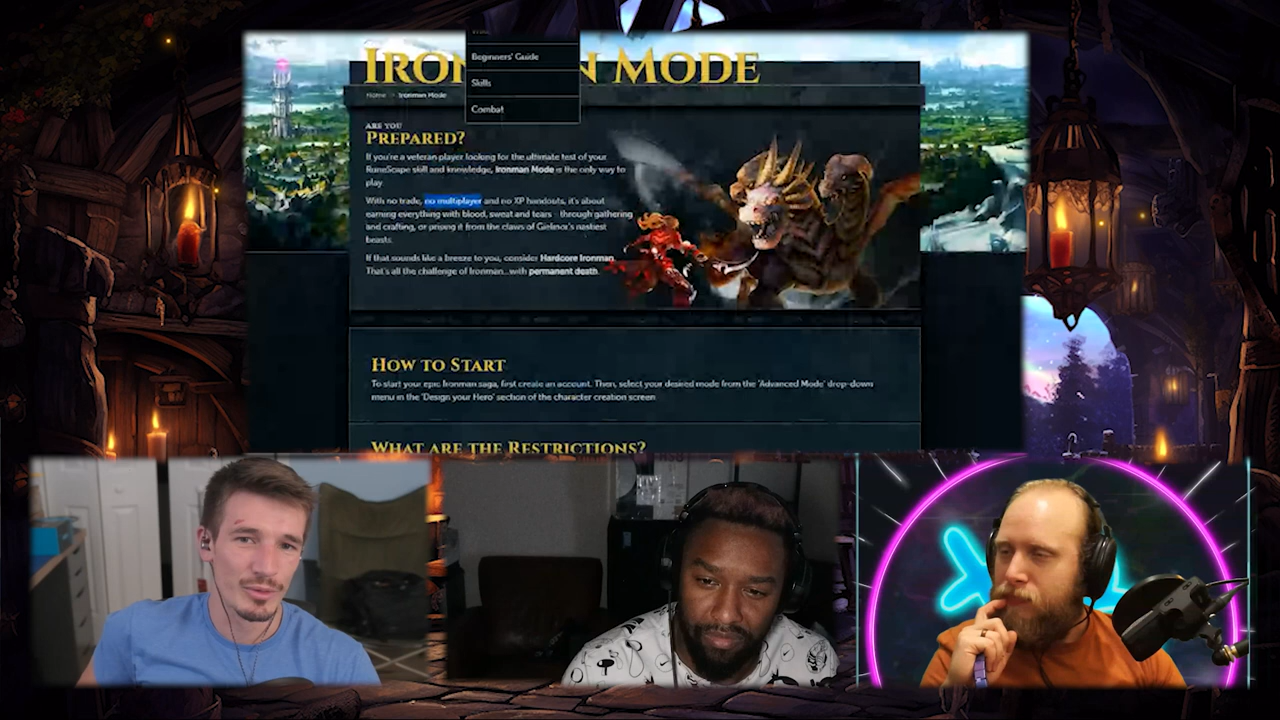 Beginners' Guide
Skills
Combat
Home
Ironman Mode
ARE YOU
PREPARED?
If you're a veteran player looking for the ultimate test of your
RuneScape skill and knowledge, Ironman Mode is the only way to
play.
With no trade, no multiplayer and no XP handouts, it's about
earning everything with blood, sweat and tears - through gathering
and crafting, or prising it from the claws of Gielinor's nastiest
beasts.
If that sounds like a breeze to you, consider Hardcore Ironman.
That's all the challenge of Ironman...with permanent death.
HOW TO START
To start your epic Ironman saga, first create an account. Then, select your desired mode from the 'Advanced Mode' drop-down
menu in the 'Design your Hero' section of the character creation screen
WHAT ARE THE RESTRICTIONS?